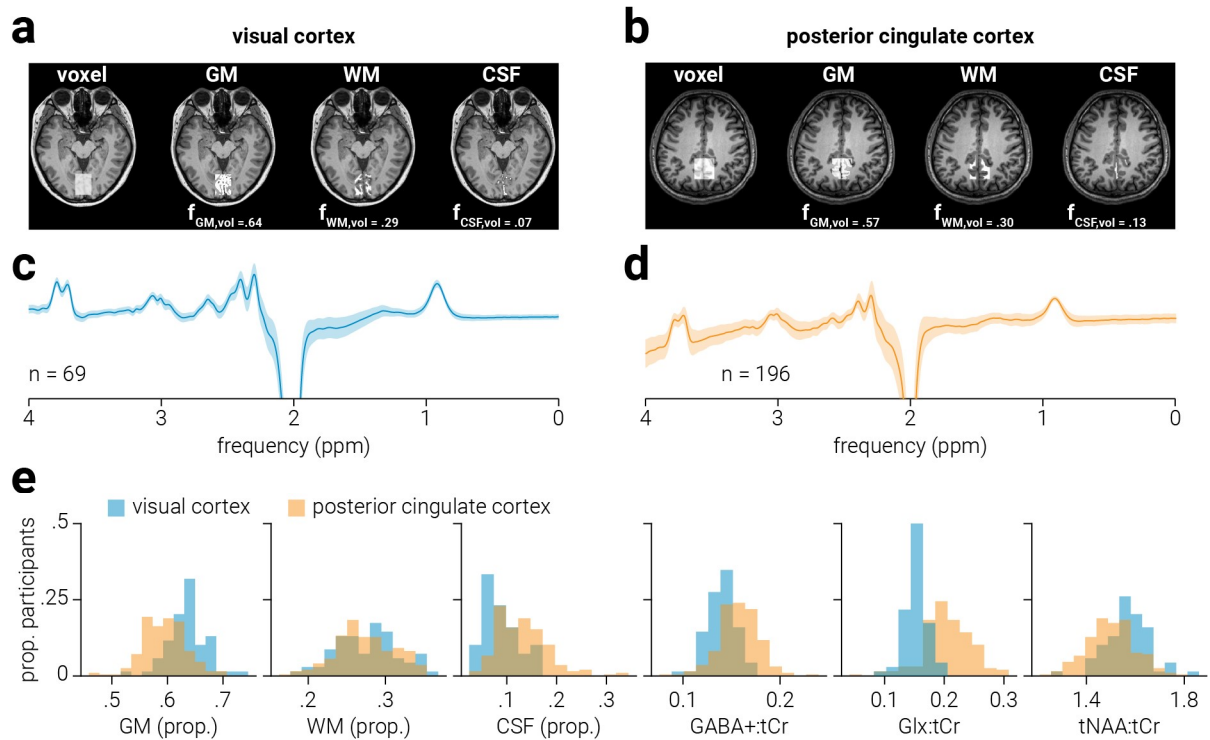 a
visual cortex
voxel GM WM CSF
fGM,vol =.64 fWM,vol = .29 fCSF,vol = .07
b
posterior cingulate cortex
voxel GM WM CSF
fGM,vol = .57 fWM,vol = .30 fCSF,vol = .13
c
n = 69
4 3 2 1 0
frequency (ppm)
d
n = 196
4 3 2 1 0
frequency (ppm)
e
visual cortex posterior cingulate cortex
prop. participants
.5
.25
0
.5 .6 .7
GM (prop.)
.2 .3
WM (prop.)
.1 .2 .3
CSF (prop.)
0.1 0.2
GABA+:tCr
0.1 0.2 0.3
Glx:tCr
1.4 1.8
tNAA:tCr